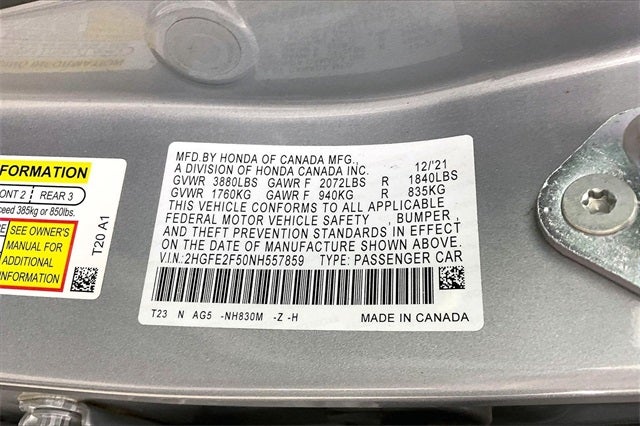 FORMATION
ONT 2 REAR 3
ceed 385kg or 850lbs.
SEE OWNER'S
MANUAL FOR
ADDITIONAL
INFORMATION
T20 A1
MFD.BY HONDA OF CANADA MFG., 12/'21
A DIVISION OF HONDA CANADA INC.
GVWR 3880LBS GAWR F 2072LBS R 1840LBS
GVWR 1760KG GAWR F 940KG R 835KG
THIS VEHICLE CONFORMS TO ALL APPLICABLE
FEDERAL MOTOR VEHICLE SAFETY , BUMPER ,
AND THEFT PREVENTION STANDARDS IN EFFECT
ON THE DATE OF MANUFACTURE SHOWN ABOVE.
V.I.N:2HGFE2F50NH557859 TYPE: PASSENGER CAR
T23 N AG5 -NH830M -Z -H MADE IN CANADA